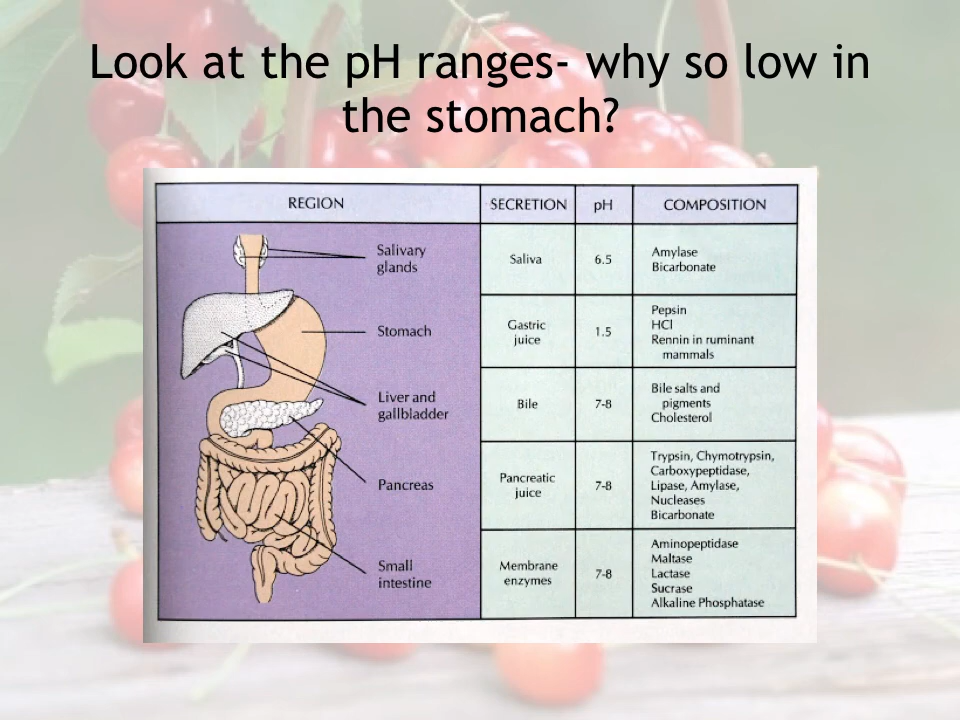 Look at the pH ranges- why so low in
the stomach?
REGION
SECRETION
pH
COMPOSITION
Salivary
glands
Saliva
6.5
Amylase
Bicarbonate
Stomach
Gastric
juice
1.5
Pepsin
HCl
Rennin in ruminant
mammals
Liver and
gallbladder
Bile
7-8
Bile salts and
pigments
Cholesterol
Pancreas
Pancreatic
juice
7-8
Trypsin, Chymotrypsin,
Carboxypeptidase,
Lipase, Amylase,
Nucleases
Bicarbonate
Small
intestine
Membrane
enzymes
7-8
Aminopeptidase
Maltase
Lactase
Sucrase
Alkaline Phosphatase